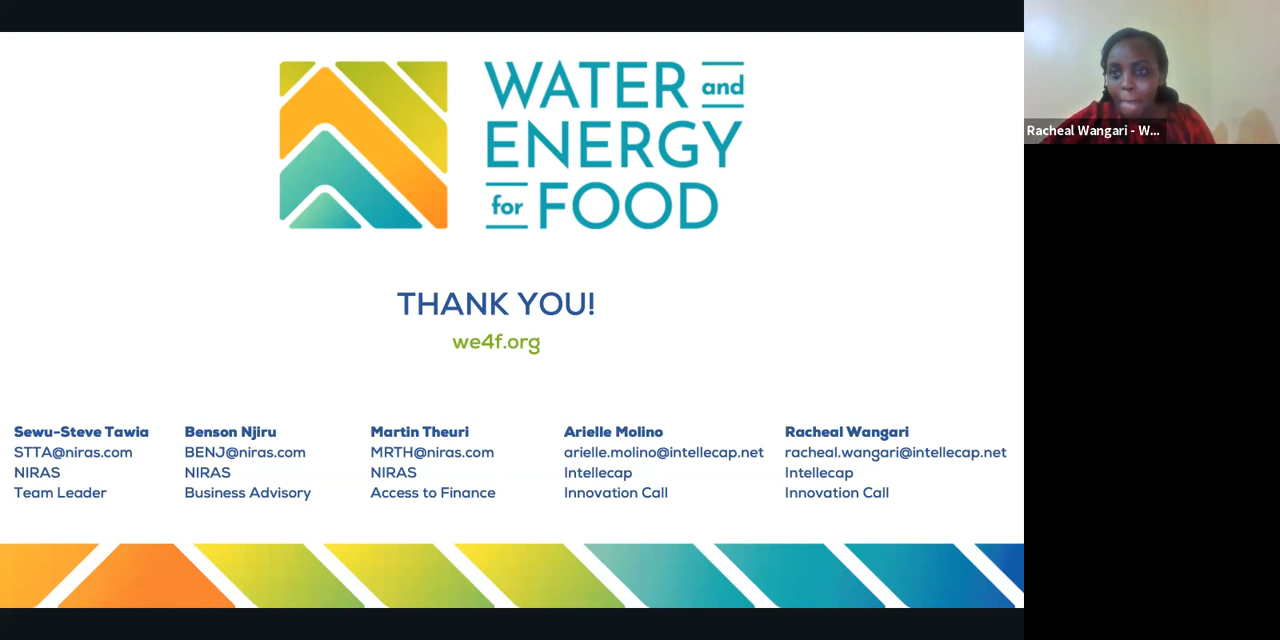 WATER and
ENERGY
for FOOD
Racheal Wangari - W...
THANK YOU!
we4f.org
Sewu-Steve Tawia
STTA@niras.com
NIRAS
Team Leader
Benson Njiru
BENJ@niras.com
NIRAS
Business Advisory
Martin Theuri
MRTH@niras.com
NIRAS
Access to Finance
Arielle Molino
arielle.molino@intellecap.net
Intellecap
Innovation Call
Racheal Wangari
racheal.wangari@intellecap.net
Intellecap
Innovation Call